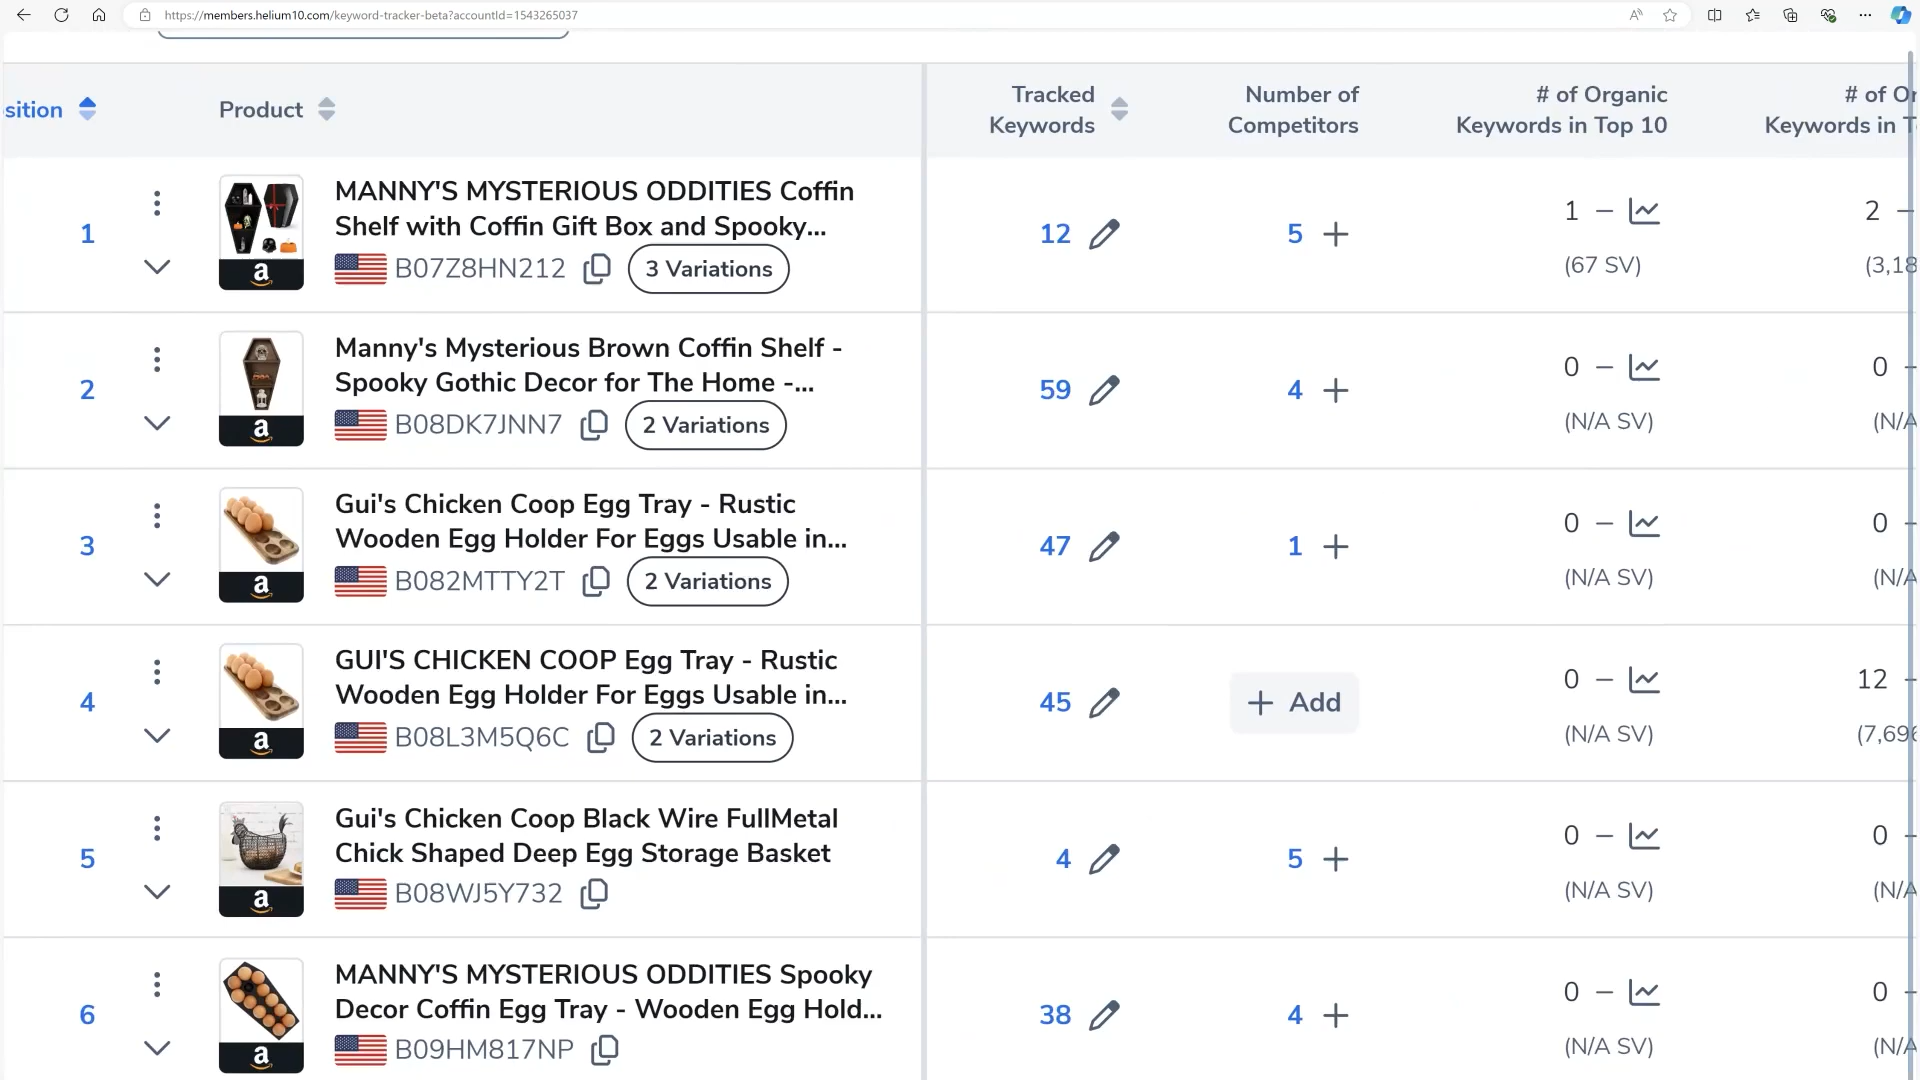 https://members.helium10.com/keyword-tracker-beta?accountId=1543265037
sition
Product
Tracked Keywords
Number of Competitors
# of Organic Keywords in Top 10
# of Or
Keywords in T
1
MANNY'S MYSTERIOUS ODDITIES Coffin
Shelf with Coffin Gift Box and Spooky...
B07Z8HN212
3 Variations
12
5
1 –
(67 SV)
2 –
(3,18
2
Manny's Mysterious Brown Coffin Shelf -
Spooky Gothic Decor for The Home -...
B08DK7JNN7
2 Variations
59
4
0 –
(N/A SV)
0 -
(N/A
3
Gui's Chicken Coop Egg Tray - Rustic
Wooden Egg Holder For Eggs Usable in...
B082MTTY2T
2 Variations
47
1
0 –
(N/A SV)
0 -
(N/A
4
GUI'S CHICKEN COOP Egg Tray - Rustic
Wooden Egg Holder For Eggs Usable in...
B08L3M5Q6C
2 Variations
45
+ Add
0 –
(N/A SV)
12 -
(7,696
5
Gui's Chicken Coop Black Wire FullMetal
Chick Shaped Deep Egg Storage Basket
B08WJ5Y732
4
5
0 –
(N/A SV)
0 -
(N/A
6
MANNY'S MYSTERIOUS ODDITIES Spooky
Decor Coffin Egg Tray - Wooden Egg Hold...
B09HM817NP
38
4
0 –
(N/A SV)
0 -
(N/A